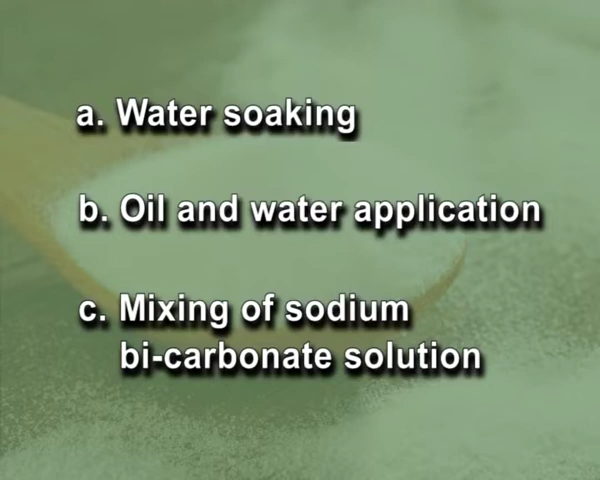 a. Water soaking
b. Oil and water application
c. Mixing of sodium
bi-carbonate solution